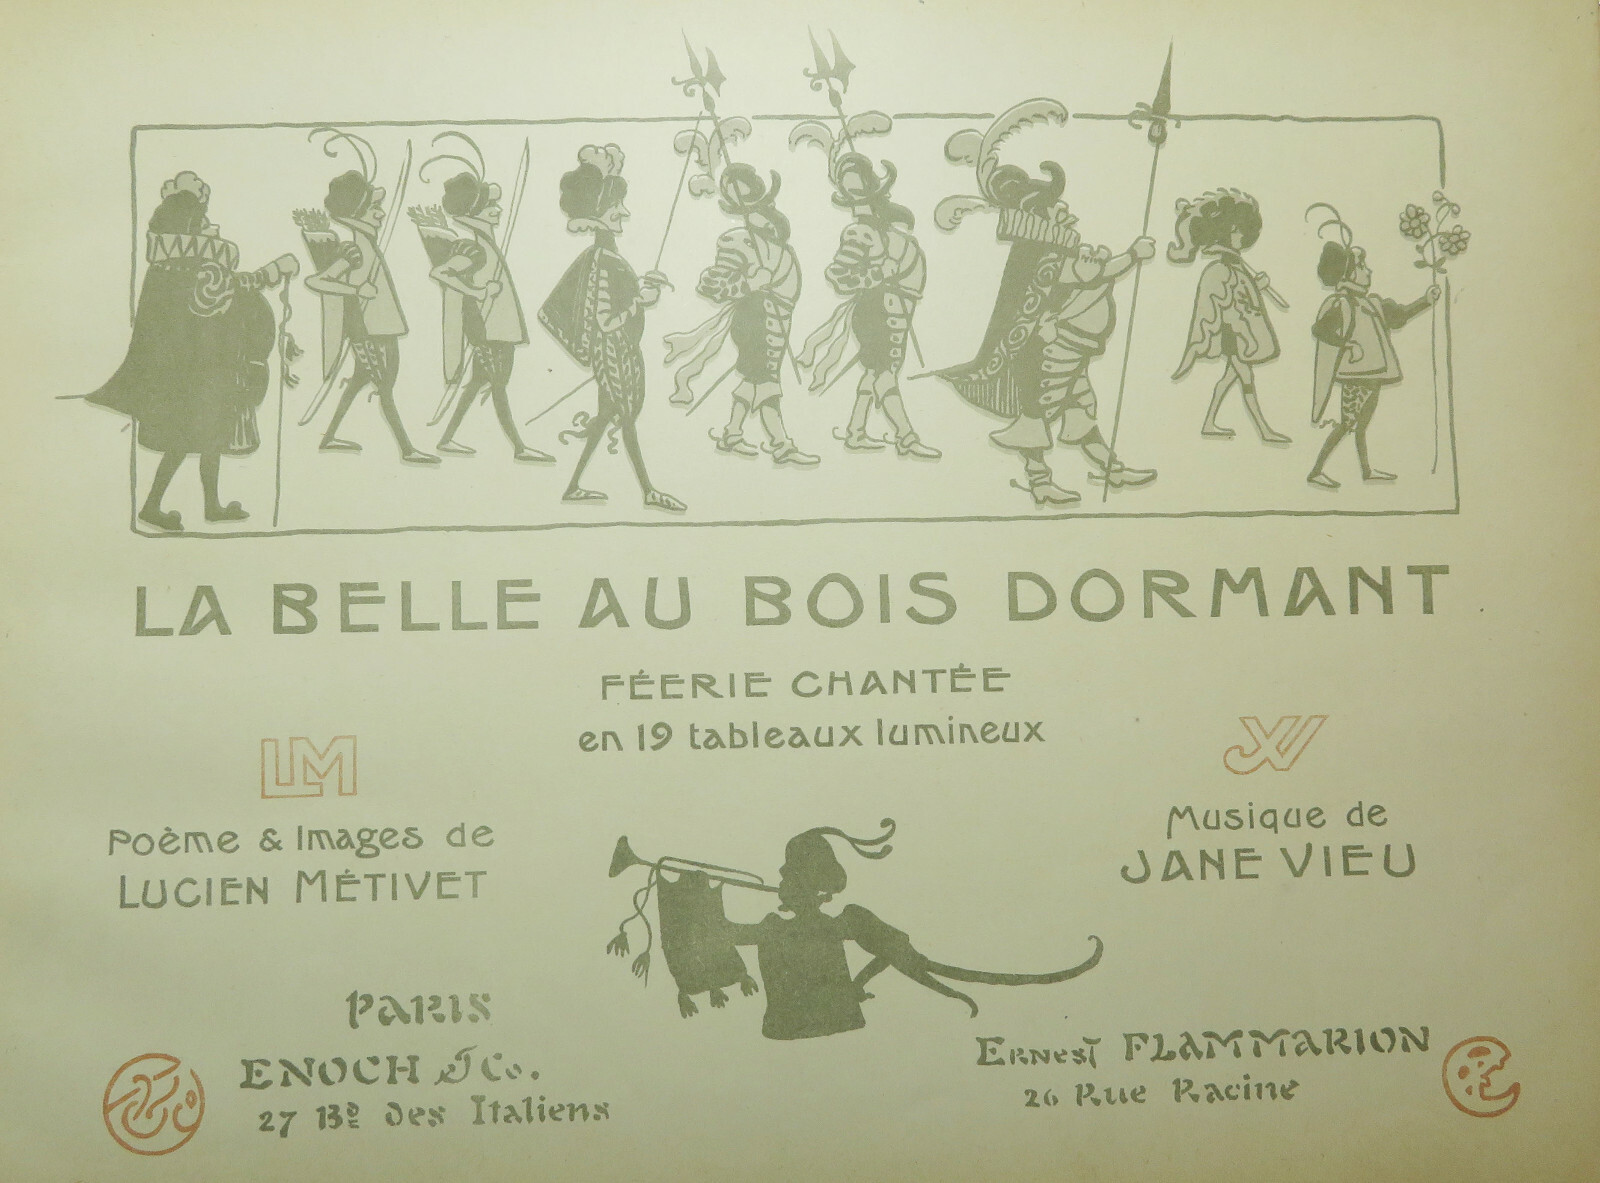 LA BELLE AU BOIS DORMANT
FÉERIE CHANTÉE
en 19 tableaux lumineux
LM
Poème & Images de
LUCIEN MÉTIVET
JV
Musique de
JANE VIEU
PARIS
ENOCH & Co.
27 Bd des Italiens
ERNEST FLAMMARION
26 Rue Racine